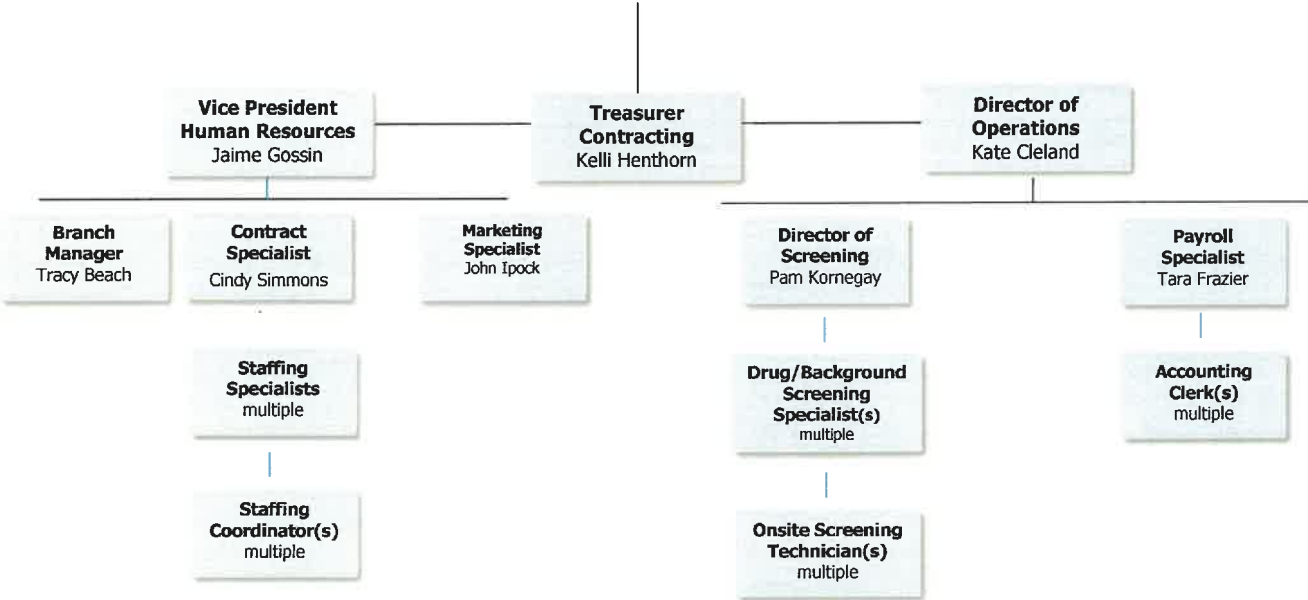 Vice President
Human Resources
Jaime Gossin
Treasurer
Contracting
Kelli Henthorn
Director of
Operations
Kate Cleland
Branch
Manager
Tracy Beach
Contract
Specialist
Cindy Simmons
Marketing
Specialist
John Ipock
Director of
Screening
Pam Kornegay
Payroll
Specialist
Tara Frazier
Staffing
Specialists
multiple
Drug/Background
Screening
Specialist(s)
multiple
Accounting
Clerk(s)
multiple
Staffing
Coordinator(s)
multiple
Onsite Screening
Technician(s)
multiple